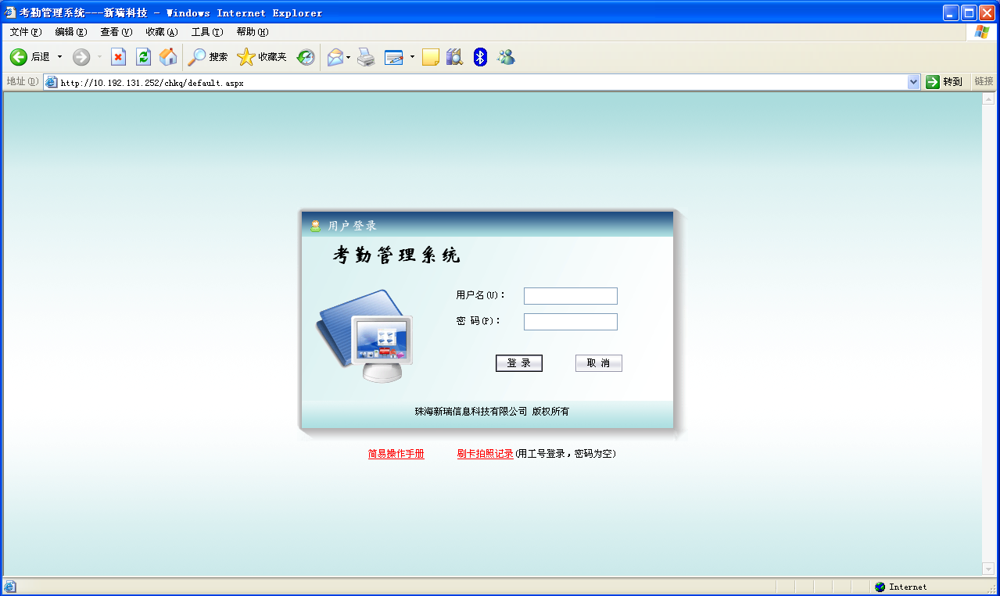 考勤管理系统---新瑞科技 - Windows Internet Explorer
文件(F) 编辑(E) 查看(V) 收藏(A) 工具(T) 帮助(H)
后退 搜索 收藏夹
地址(D) http://10.192.131.252/chkq/default.aspx 转到 链接
用户登录
考勤管理系统
用户名(U)：
密 码(P)：
登 录 取 消
珠海新瑞信息科技有限公司 版权所有
简易操作手册 刷卡拍照记录(用工号登录，密码为空)
Internet